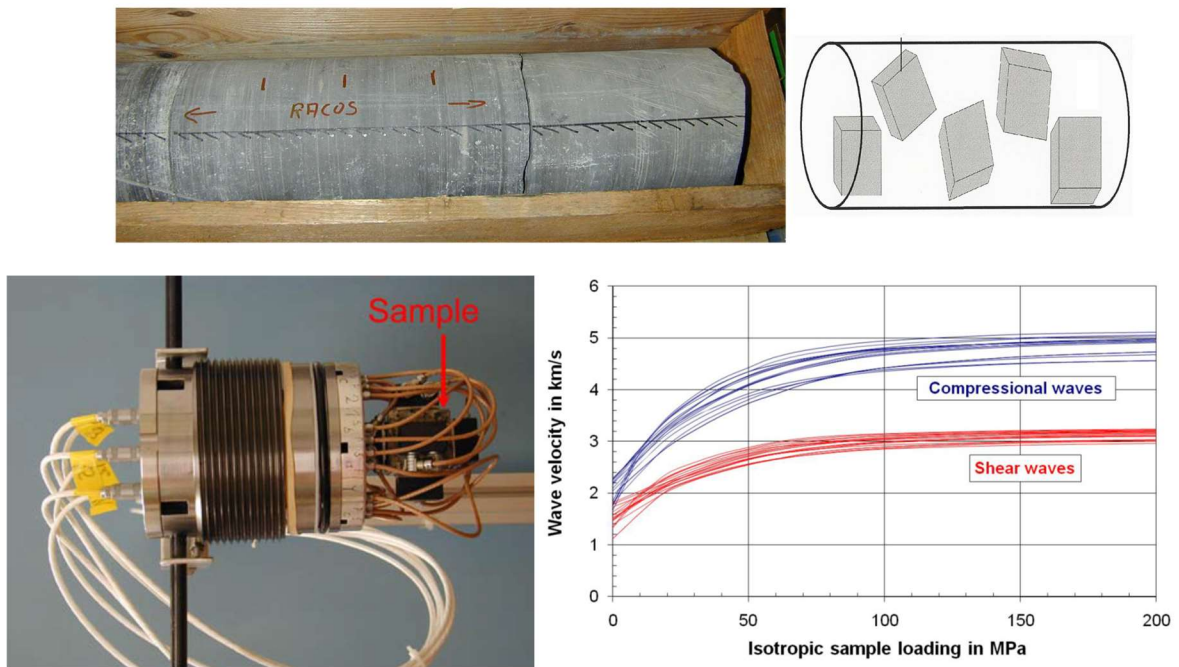 RACOS
Sample
6
5
4
3
2
1
0
Wave velocity in km/s
Compressional waves
Shear waves
0 50 100 150 200
Isotropic sample loading in MPa